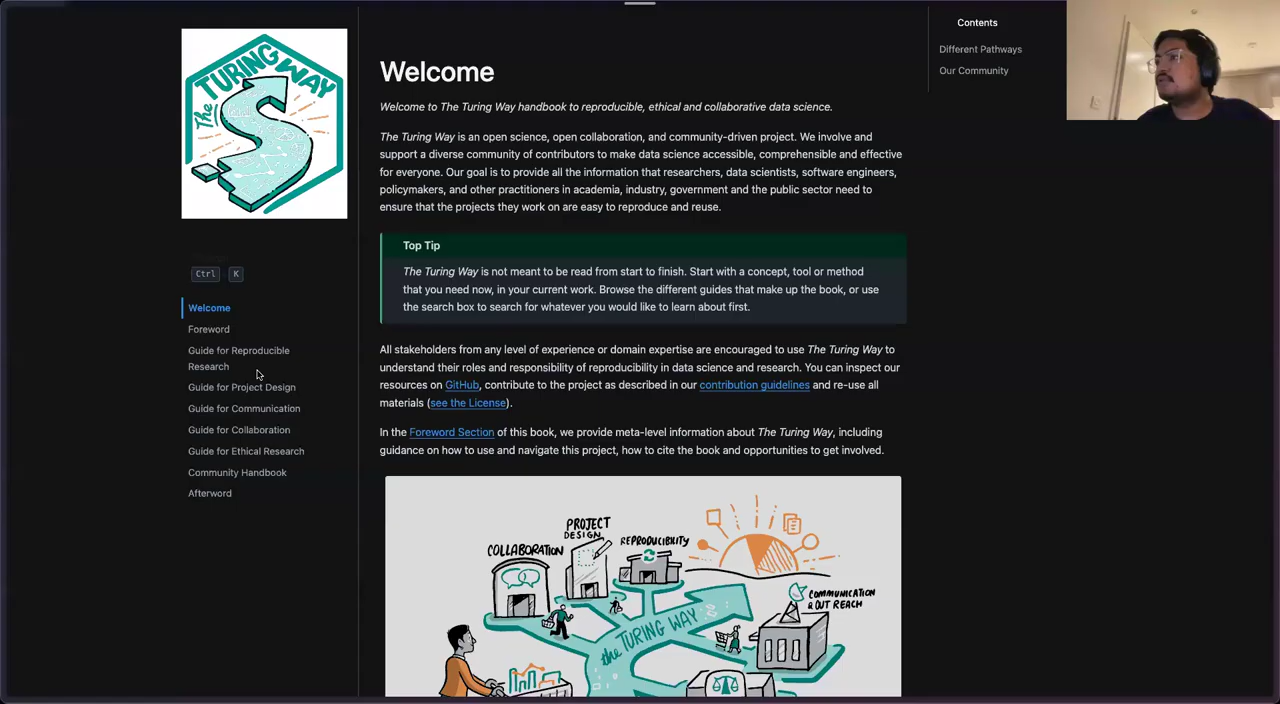 The TURING WAY
Ctrl K
Welcome
Foreword
Guide for Reproducible
Research
Guide for Project Design
Guide for Communication
Guide for Collaboration
Guide for Ethical Research
Community Handbook
Afterword
Welcome
Welcome to The Turing Way handbook to reproducible, ethical and collaborative data science.
The Turing Way is an open science, open collaboration, and community-driven project. We involve and
support a diverse community of contributors to make data science accessible, comprehensible and effective
for everyone. Our goal is to provide all the information that researchers, data scientists, software engineers,
policymakers, and other practitioners in academia, industry, government and the public sector need to
ensure that the projects they work on are easy to reproduce and reuse.
Top Tip
The Turing Way is not meant to be read from start to finish. Start with a concept, tool or method
that you need now, in your current work. Browse the different guides that make up the book, or use
the search box to search for whatever you would like to learn about first.
All stakeholders from any level of experience or domain expertise are encouraged to use The Turing Way to
understand their roles and responsibility of reproducibility in data science and research. You can inspect our
resources on GitHub, contribute to the project as described in our contribution guidelines and re-use all
materials (see the License).
In the Foreword Section of this book, we provide meta-level information about The Turing Way, including
guidance on how to use and navigate this project, how to cite the book and opportunities to get involved.
PROJECT
DESIGN
COLLABORATION
REPRODUCIBILITY
COMMUNICATION
& OUT REACH
the TURING WAY
Contents
Different Pathways
Our Community